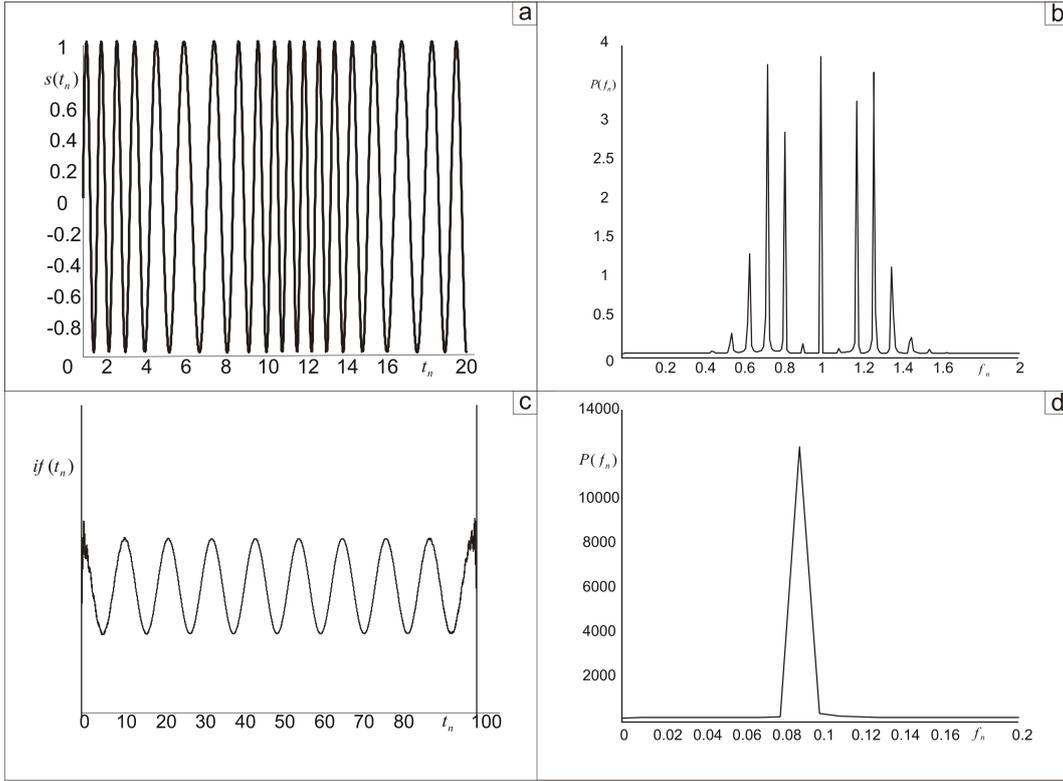 a
1
s(tₙ)
0.6
0.4
0.2
0
-0.2
-0.4
-0.6
-0.8
0 2 4 6 8 10 12 14 16 tₙ 20
b
4
P(fₙ)
3
2.5
2
1.5
1
0.5
0
0.2 0.4 0.6 0.8 1 1.2 1.4 1.6 fₙ 2
c
if (tₙ)
0 10 20 30 40 50 60 70 80 tₙ 100
d
14000
P(fₙ)
10000
8000
6000
4000
2000
0 0.02 0.04 0.06 0.08 0.1 0.12 0.14 0.16 fₙ 0.2